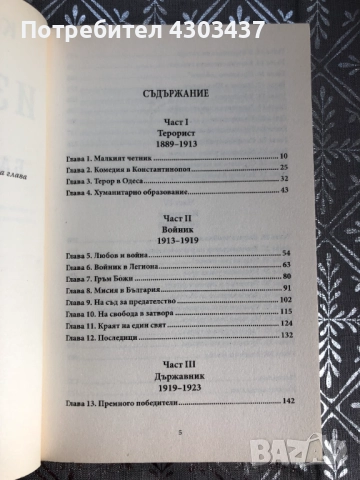 Потребител 4303437
СЪДЪРЖАНИЕ
Част I
Терорист
1889–1913
Глава 1. Малкият четник 10
Глава 2. Комедия в Константинопол 25
Глава 3. Терор в Одеса 32
Глава 4. Хуманитарно образование 43
Част II
Войник
1913–1919
Глава 5. Любов и война 54
Глава 6. Войник в Легиона 63
Глава 7. Гръм Божи 80
Глава 8. Мисия в България 91
Глава 9. На съд за предателство 102
Глава 10. На свобода в затвора 115
Глава 11. Краят на един свят 124
Глава 12. Последици 132
Част III
Държавник
1919–1923
Глава 13. Пременго победители 142
5
а глава
BAZAR